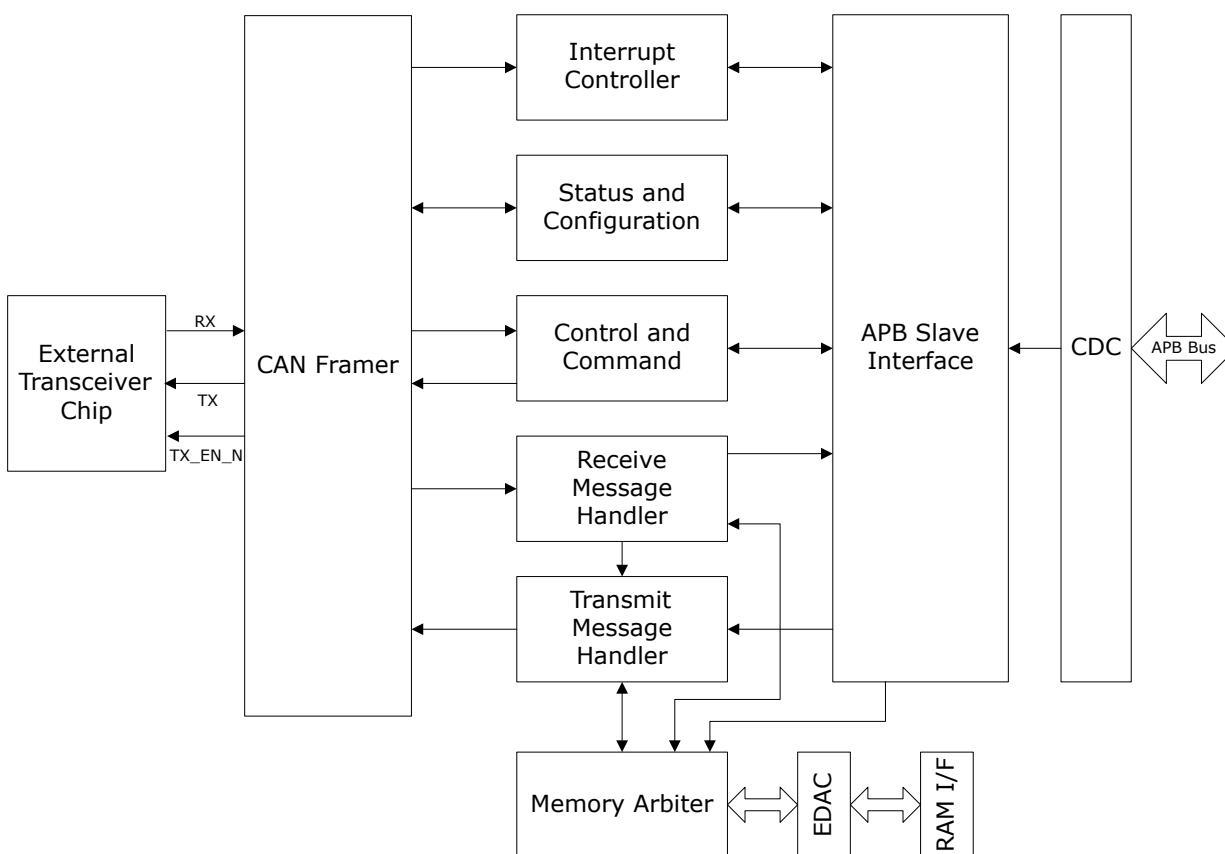 Interrupt
Controller
Status and
Configuration
External
Transceiver
Chip
RX
TX
TX_EN_N
CAN Framer
Control and
Command
APB Slave
Interface
CDC
APB Bus
Receive
Message
Handler
Transmit
Message
Handler
Memory Arbiter
EDAC
RAM I/F